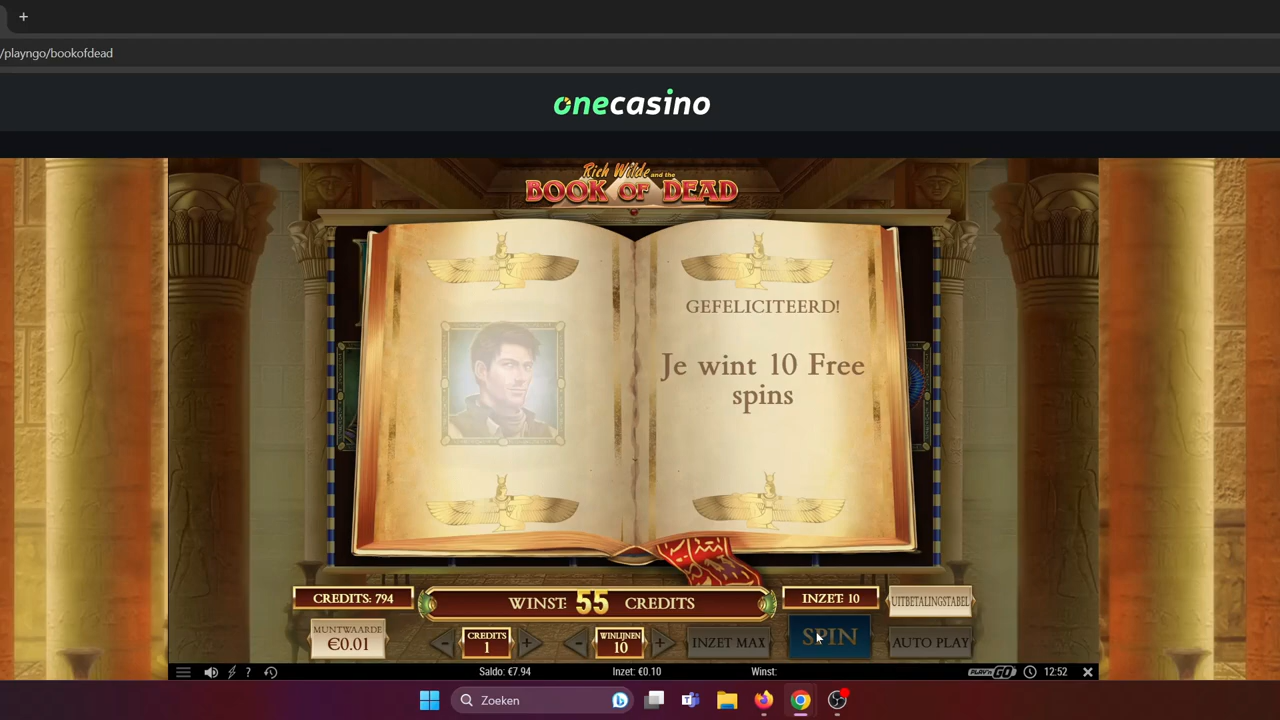 +
/playngo/bookofdead
onecasino
Rich Wilde and the
BOOK OF DEAD
GEFELICITEERD!
Je wint 10 Free
spins
CREDITS: 794
WINST: 55 CREDITS
INZET: 10
UITBETALINGSTABEL
MUNTWAARDE
€0.01
-
CREDITS
1
+
-
WINLIJNEN
10
+
INZET MAX
SPIN
AUTO PLAY
?
Saldo: €7.94
Inzet: €0.10
Winst:
PLAY'N GO
12:52
Zoeken